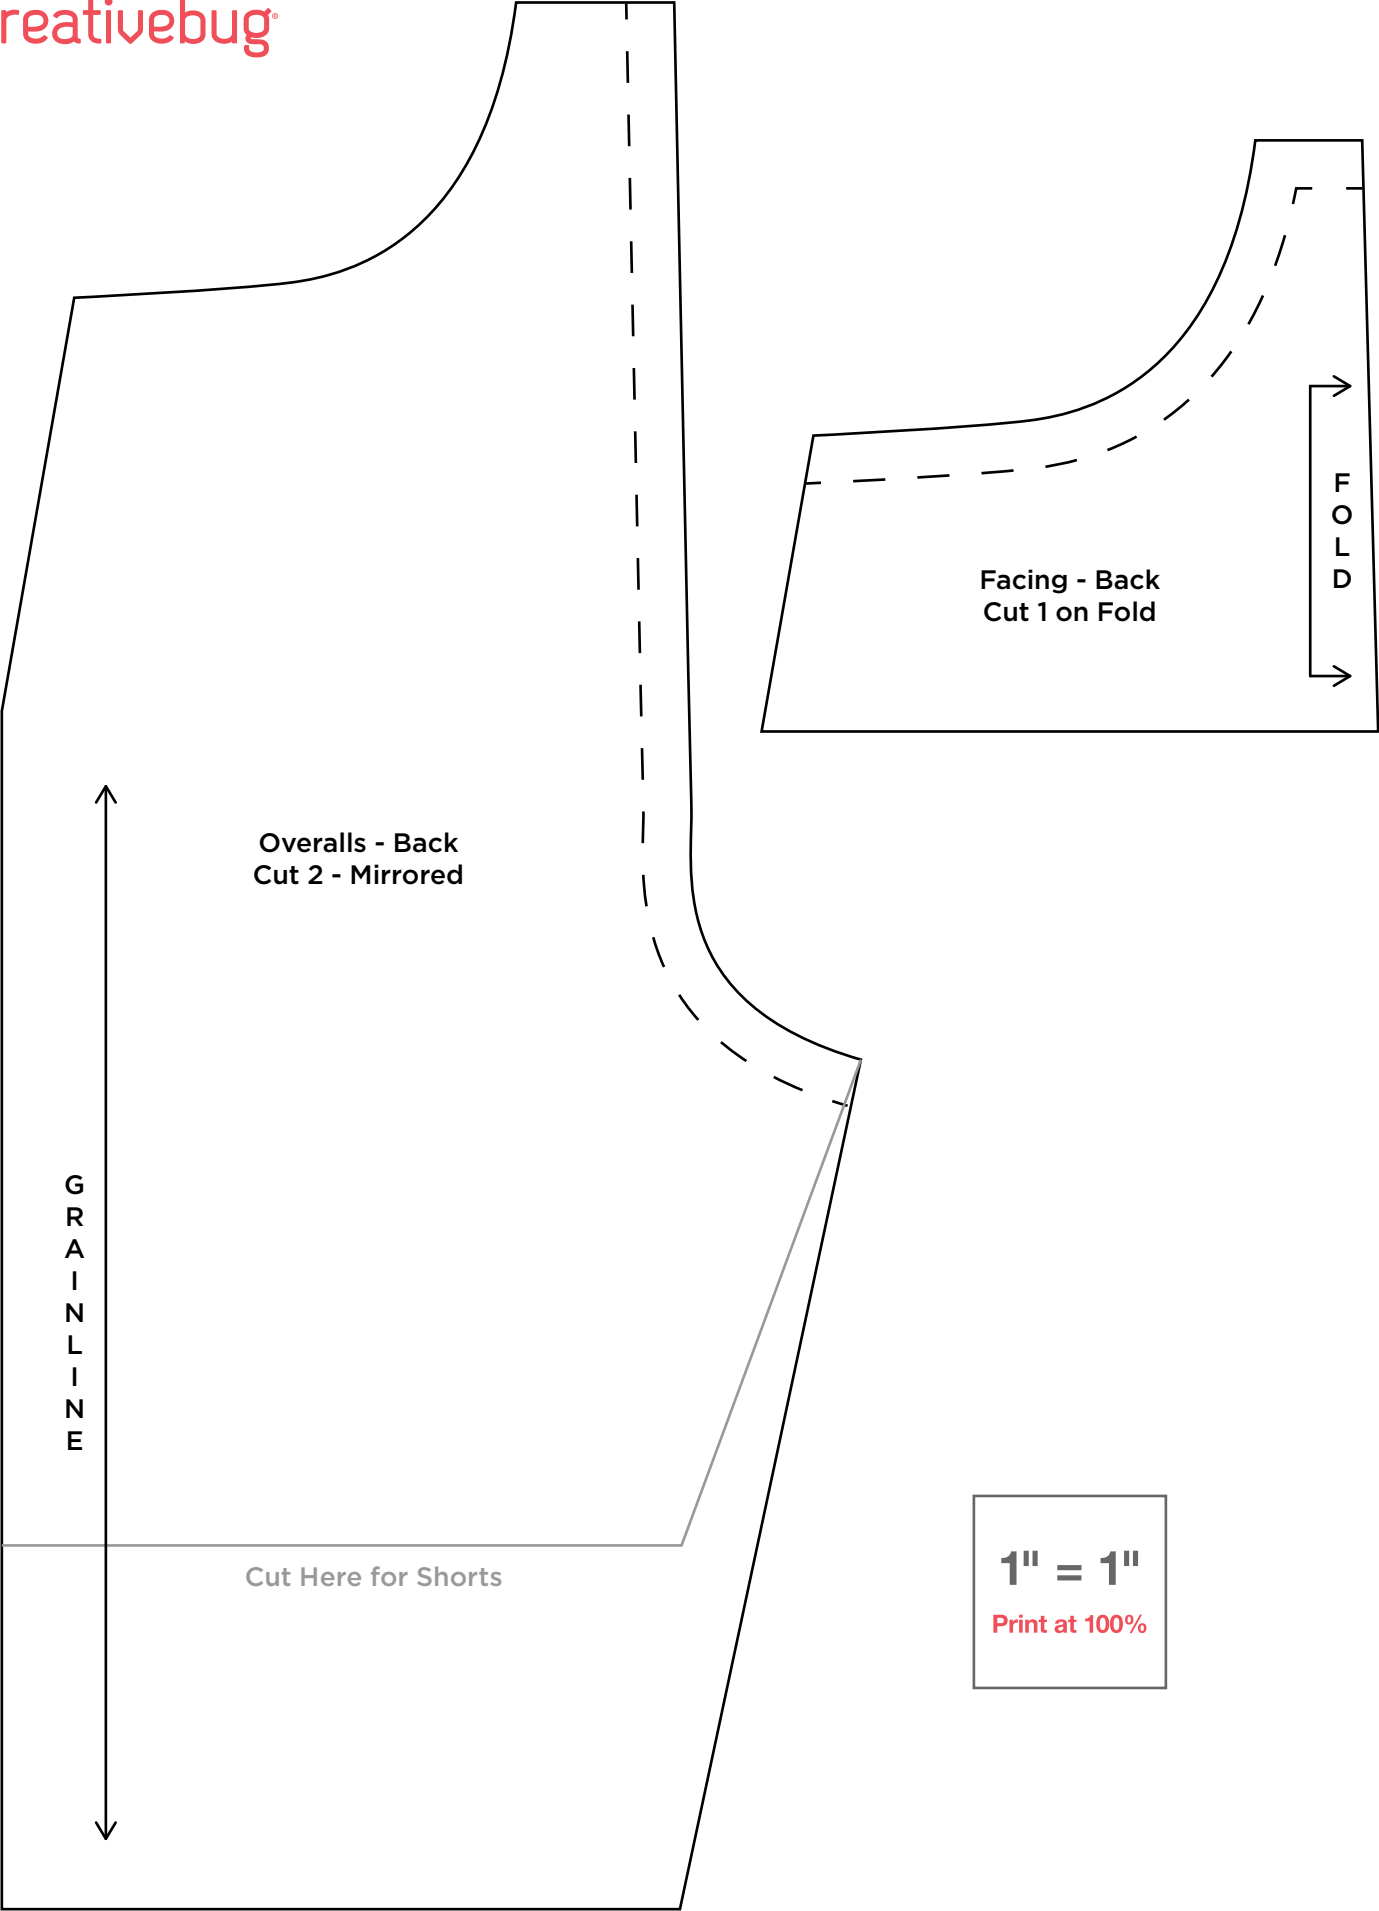 reativebug®
Facing - Back
Cut 1 on Fold
FOLD
Overalls - Back
Cut 2 - Mirrored
GRAINLINE
Cut Here for Shorts
1" = 1"
Print at 100%